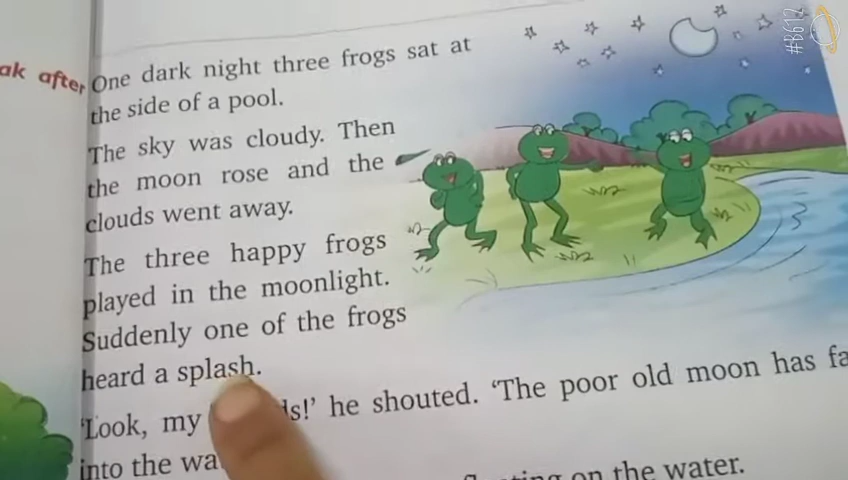 ak after
One dark night three frogs sat at
the side of a pool.
The sky was cloudy. Then
the moon rose and the
clouds went away.
The three happy frogs
played in the moonlight.
Suddenly one of the frogs
heard a splash.
'Look, my ds!' he shouted. 'The poor old moon has fa
into the wa
on the water.
#B612